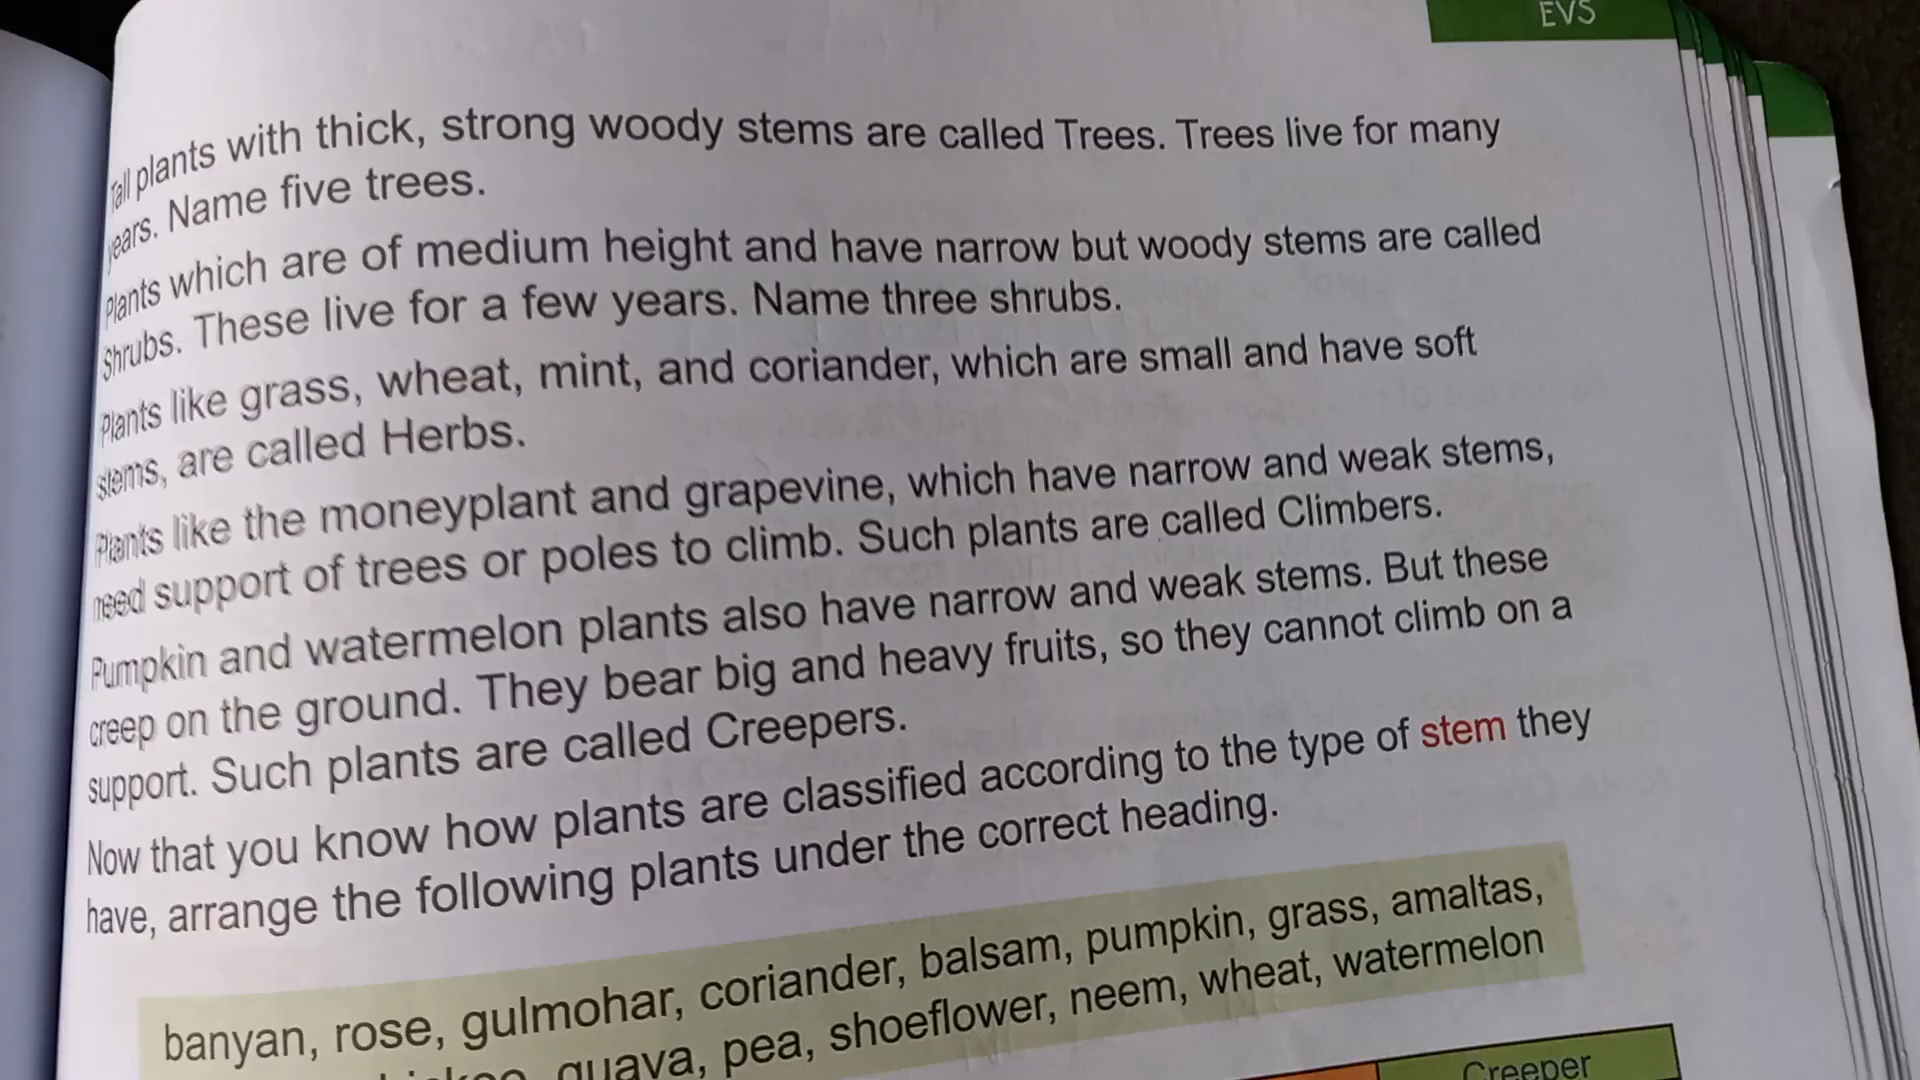 EVS
Tall plants with thick, strong woody stems are called Trees. Trees live for many
years. Name five trees.
Plants which are of medium height and have narrow but woody stems are called
Shrubs. These live for a few years. Name three shrubs.
Plants like grass, wheat, mint, and coriander, which are small and have soft
stems, are called Herbs.
Plants like the moneyplant and grapevine, which have narrow and weak stems,
need support of trees or poles to climb. Such plants are called Climbers.
Pumpkin and watermelon plants also have narrow and weak stems. But these
creep on the ground. They bear big and heavy fruits, so they cannot climb on a
support. Such plants are called Creepers.
Now that you know how plants are classified according to the type of stem they
have, arrange the following plants under the correct heading.
banyan, rose, gulmohar, coriander, balsam, pumpkin, grass, amaltas,
guava, pea, shoeflower, neem, wheat, watermelon
Creeper